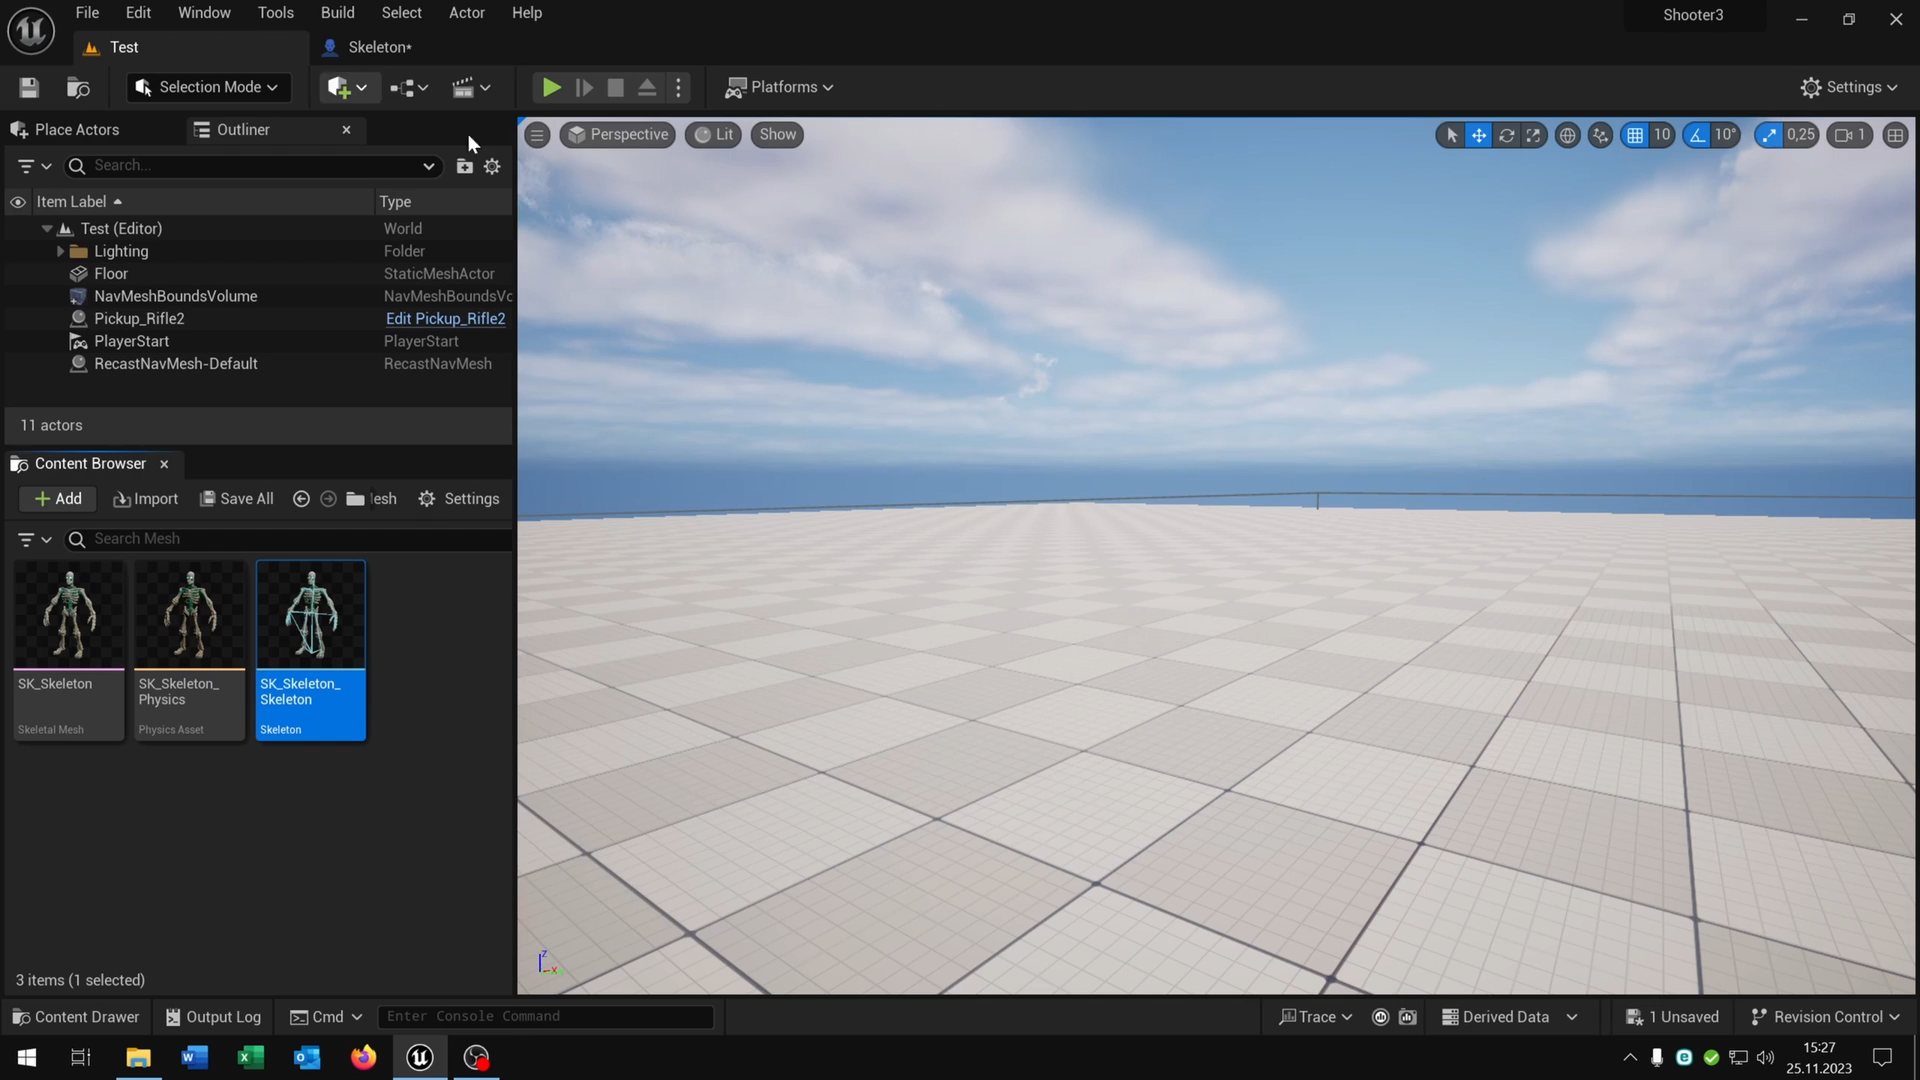 File Edit Window Tools Build Select Actor Help
Shooter3
Test
Skeleton*
Selection Mode
Platforms
Settings
Place Actors
Outliner
Search...
Item Label
Type
Test (Editor) World
Lighting Folder
Floor StaticMeshActor
NavMeshBoundsVolume NavMeshBoundsVo
Pickup_Rifle2 Edit Pickup_Rifle2
PlayerStart PlayerStart
RecastNavMesh-Default RecastNavMesh
11 actors
Content Browser
Add Import Save All esh Settings
Search Mesh
SK_Skeleton
Skeletal Mesh
SK_Skeleton_
Physics
Physics Asset
SK_Skeleton_
Skeleton
Skeleton
3 items (1 selected)
Perspective Lit Show
10 10° 0,25 1
Z
X
Content Drawer Output Log Cmd Enter Console Command
Trace Derived Data 1 Unsaved Revision Control
15:27
25.11.2023